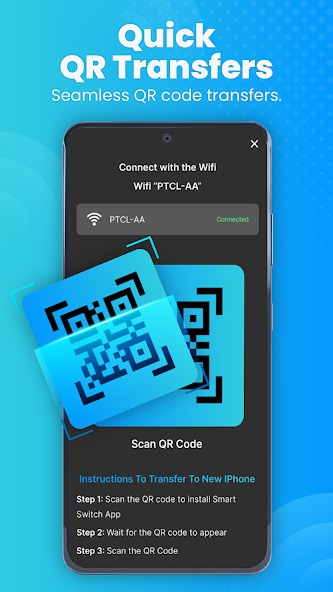 Quick
QR Transfers
Seamless QR code transfers.
Connect with the Wifi
Wifi “PTCL-AA”
PTCL-AA
Connected
Scan QR Code
Instructions To Transfer To New IPhone
Step 1: Scan the QR code to install Smart
Switch App
Step 2: Wait for the QR code to appear
Step 3: Scan the QR Code